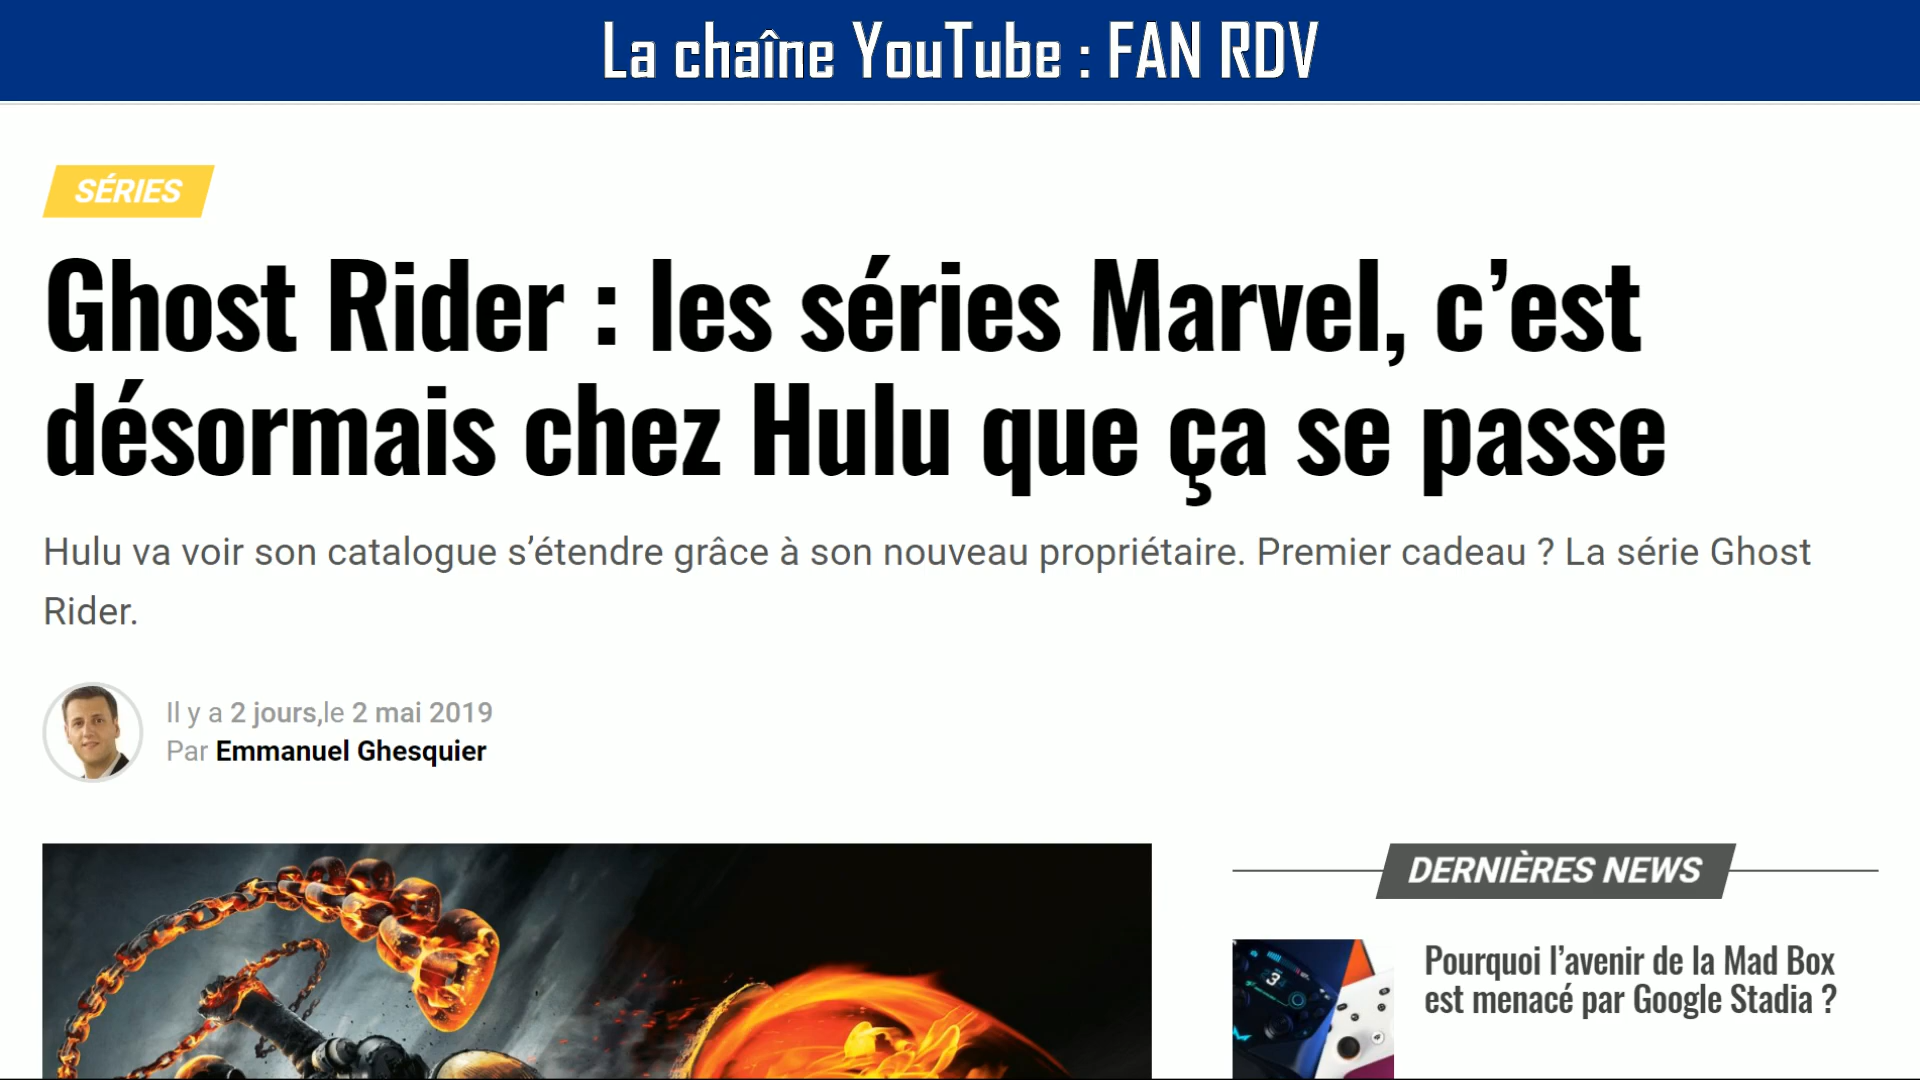 La chaîne YouTube : FAN RDV
SÉRIES
Ghost Rider : les séries Marvel, c’est
désormais chez Hulu que ça se passe
Hulu va voir son catalogue s’étendre grâce à son nouveau propriétaire. Premier cadeau ? La série Ghost
Rider.
Il y a 2 jours,le 2 mai 2019
Par Emmanuel Ghesquier
DERNIÈRES NEWS
Pourquoi l’avenir de la Mad Box
est menacé par Google Stadia ?